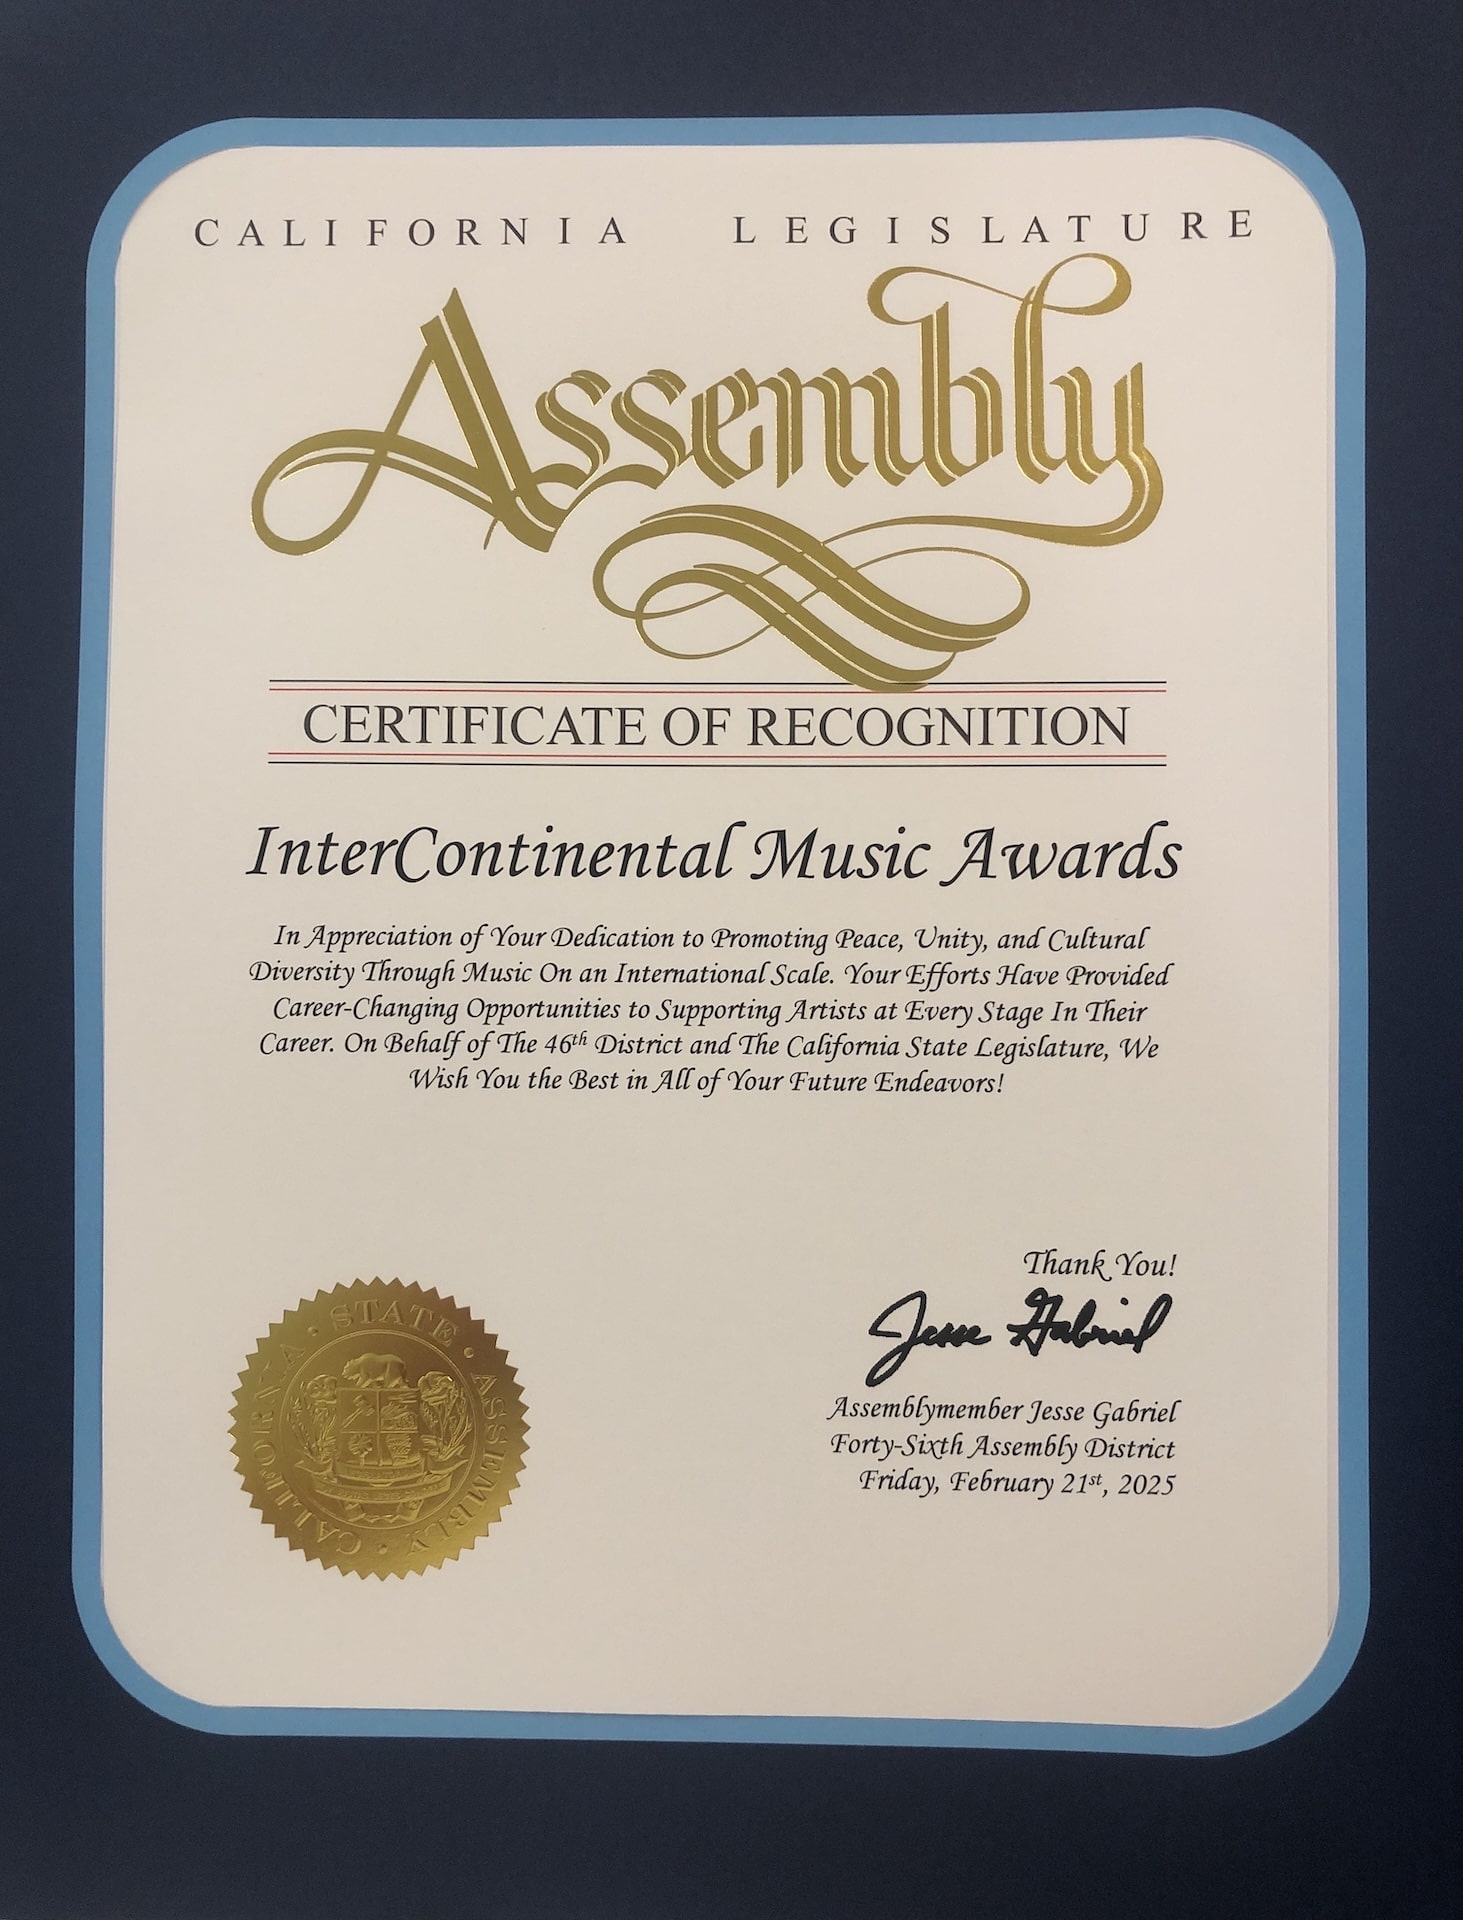 CALIFORNIA LEGISLATURE
Assembly
CERTIFICATE OF RECOGNITION
InterContinental Music Awards
In Appreciation of Your Dedication to Promoting Peace, Unity, and Cultural
Diversity Through Music On an International Scale. Your Efforts Have Provided
Career-Changing Opportunities to Supporting Artists at Every Stage In Their
Career. On Behalf of The 46th District and The California State Legislature, We
Wish You the Best in All of Your Future Endeavors!
Thank You!
Jesse Gabriel
Assemblymember Jesse Gabriel
Forty-Sixth Assembly District
Friday, February 21st, 2025
CALIFORNIA • STATE • ASSEMBLY